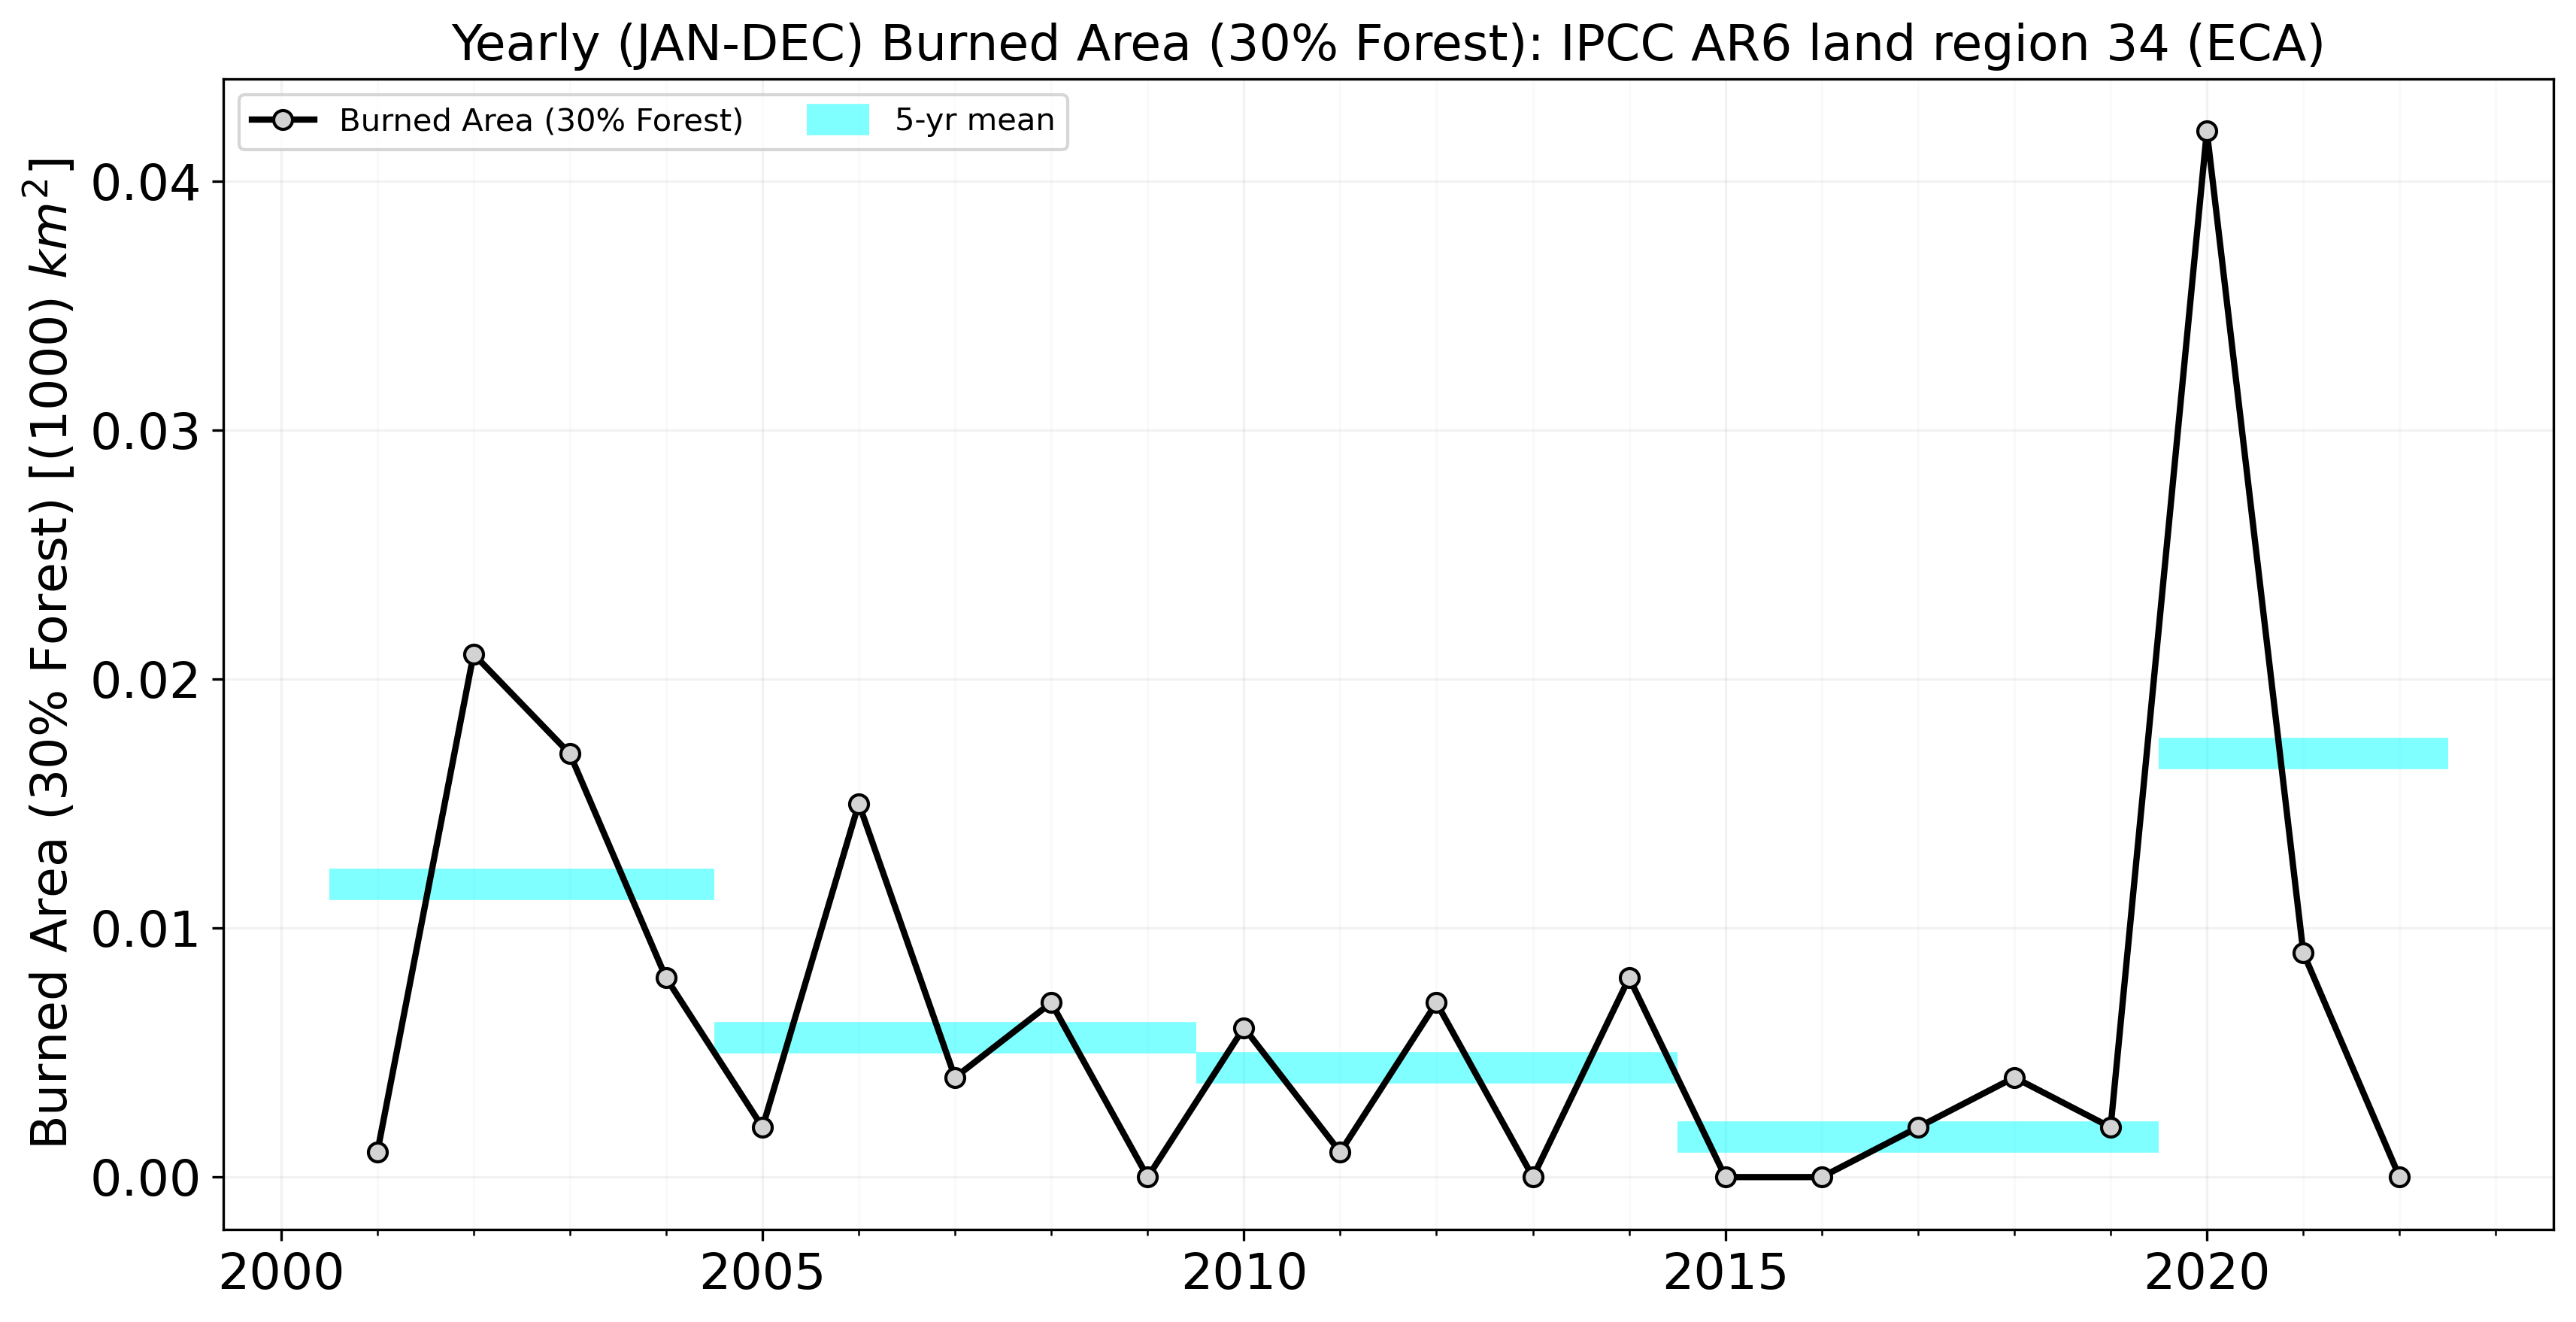 Yearly (JAN-DEC) Burned Area (30% Forest): IPCC AR6 land region 34 (ECA)
Burned Area (30% Forest)
5-yr mean
Burned Area (30% Forest) [(1000) km²]
0.04
0.03
0.02
0.01
0.00
2000
2005
2010
2015
2020